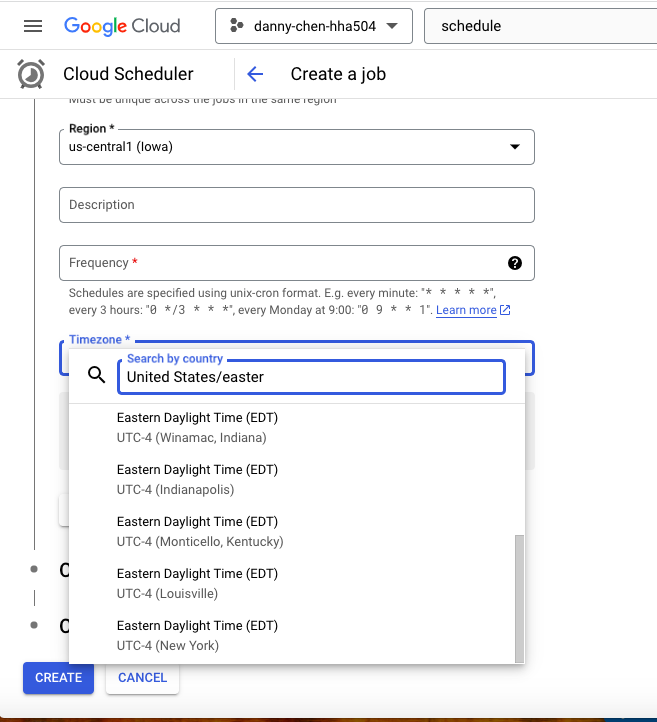 Google Cloud
danny-chen-hha504
schedule
Cloud Scheduler
Create a job
Must be unique across the jobs in the same region
Region *
us-central1 (Iowa)
Description
Frequency *
Schedules are specified using unix-cron format. E.g. every minute: "* * * * *",
every 3 hours: "0 */3 * * *", every Monday at 9:00: "0 9 * * 1". Learn more
Timezone *
Search by country
United States/easter
Eastern Daylight Time (EDT)
UTC-4 (Winamac, Indiana)
Eastern Daylight Time (EDT)
UTC-4 (Indianapolis)
Eastern Daylight Time (EDT)
UTC-4 (Monticello, Kentucky)
Eastern Daylight Time (EDT)
UTC-4 (Louisville)
Eastern Daylight Time (EDT)
UTC-4 (New York)
CREATE
CANCEL